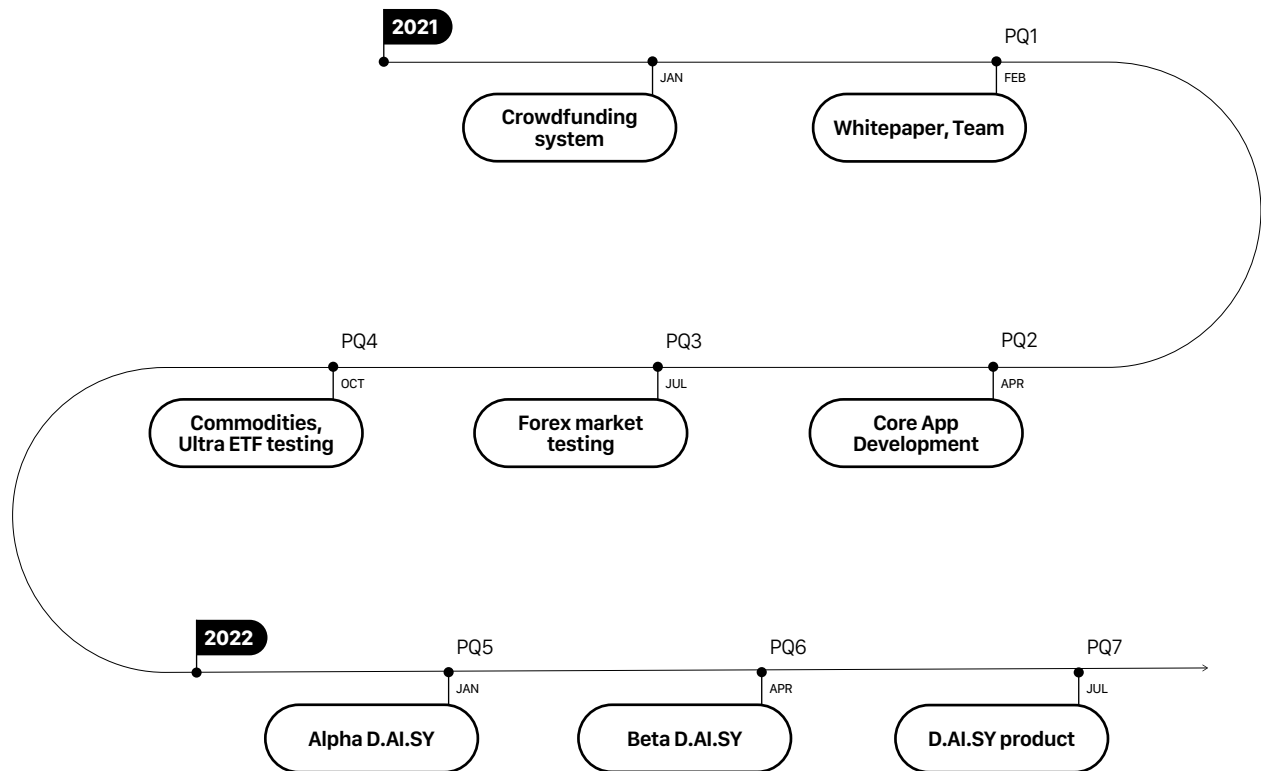 2021
PQ1
JAN
FEB
Crowdfunding
system
Whitepaper, Team
PQ2
APR
Core App
Development
PQ3
JUL
Forex market
testing
PQ4
OCT
Commodities,
Ultra ETF testing
2022
PQ5
JAN
Alpha D.AI.SY
PQ6
APR
Beta D.AI.SY
PQ7
JUL
D.AI.SY product